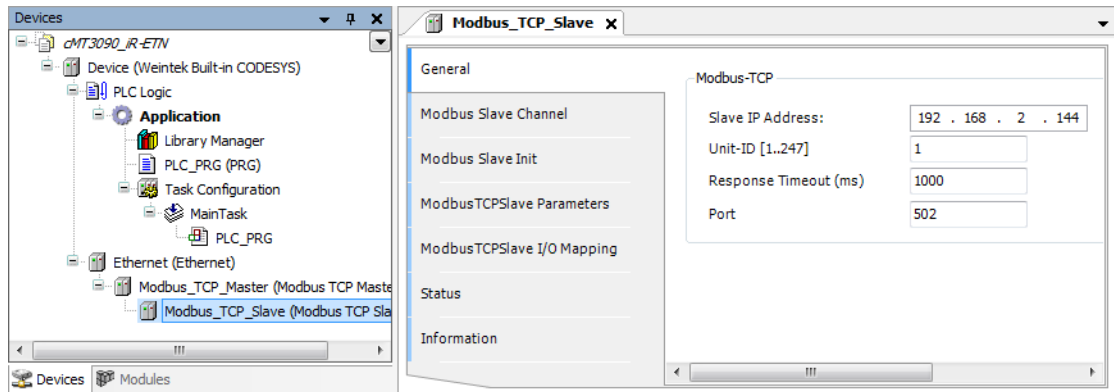 Devices
cMT3090_iR-ETN
Device (Weintek Built-in CODESYS)
PLC Logic
Application
Library Manager
PLC_PRG (PRG)
Task Configuration
MainTask
PLC_PRG
Ethernet (Ethernet)
Modbus_TCP_Master (Modbus TCP Maste
Modbus_TCP_Slave (Modbus TCP Sla
Devices
Modules
Modbus_TCP_Slave
General
Modbus Slave Channel
Modbus Slave Init
ModbusTCPSlave Parameters
ModbusTCPSlave I/O Mapping
Status
Information
Modbus-TCP
Slave IP Address: 192 . 168 . 2 . 144
Unit-ID [1..247] 1
Response Timeout (ms) 1000
Port 502